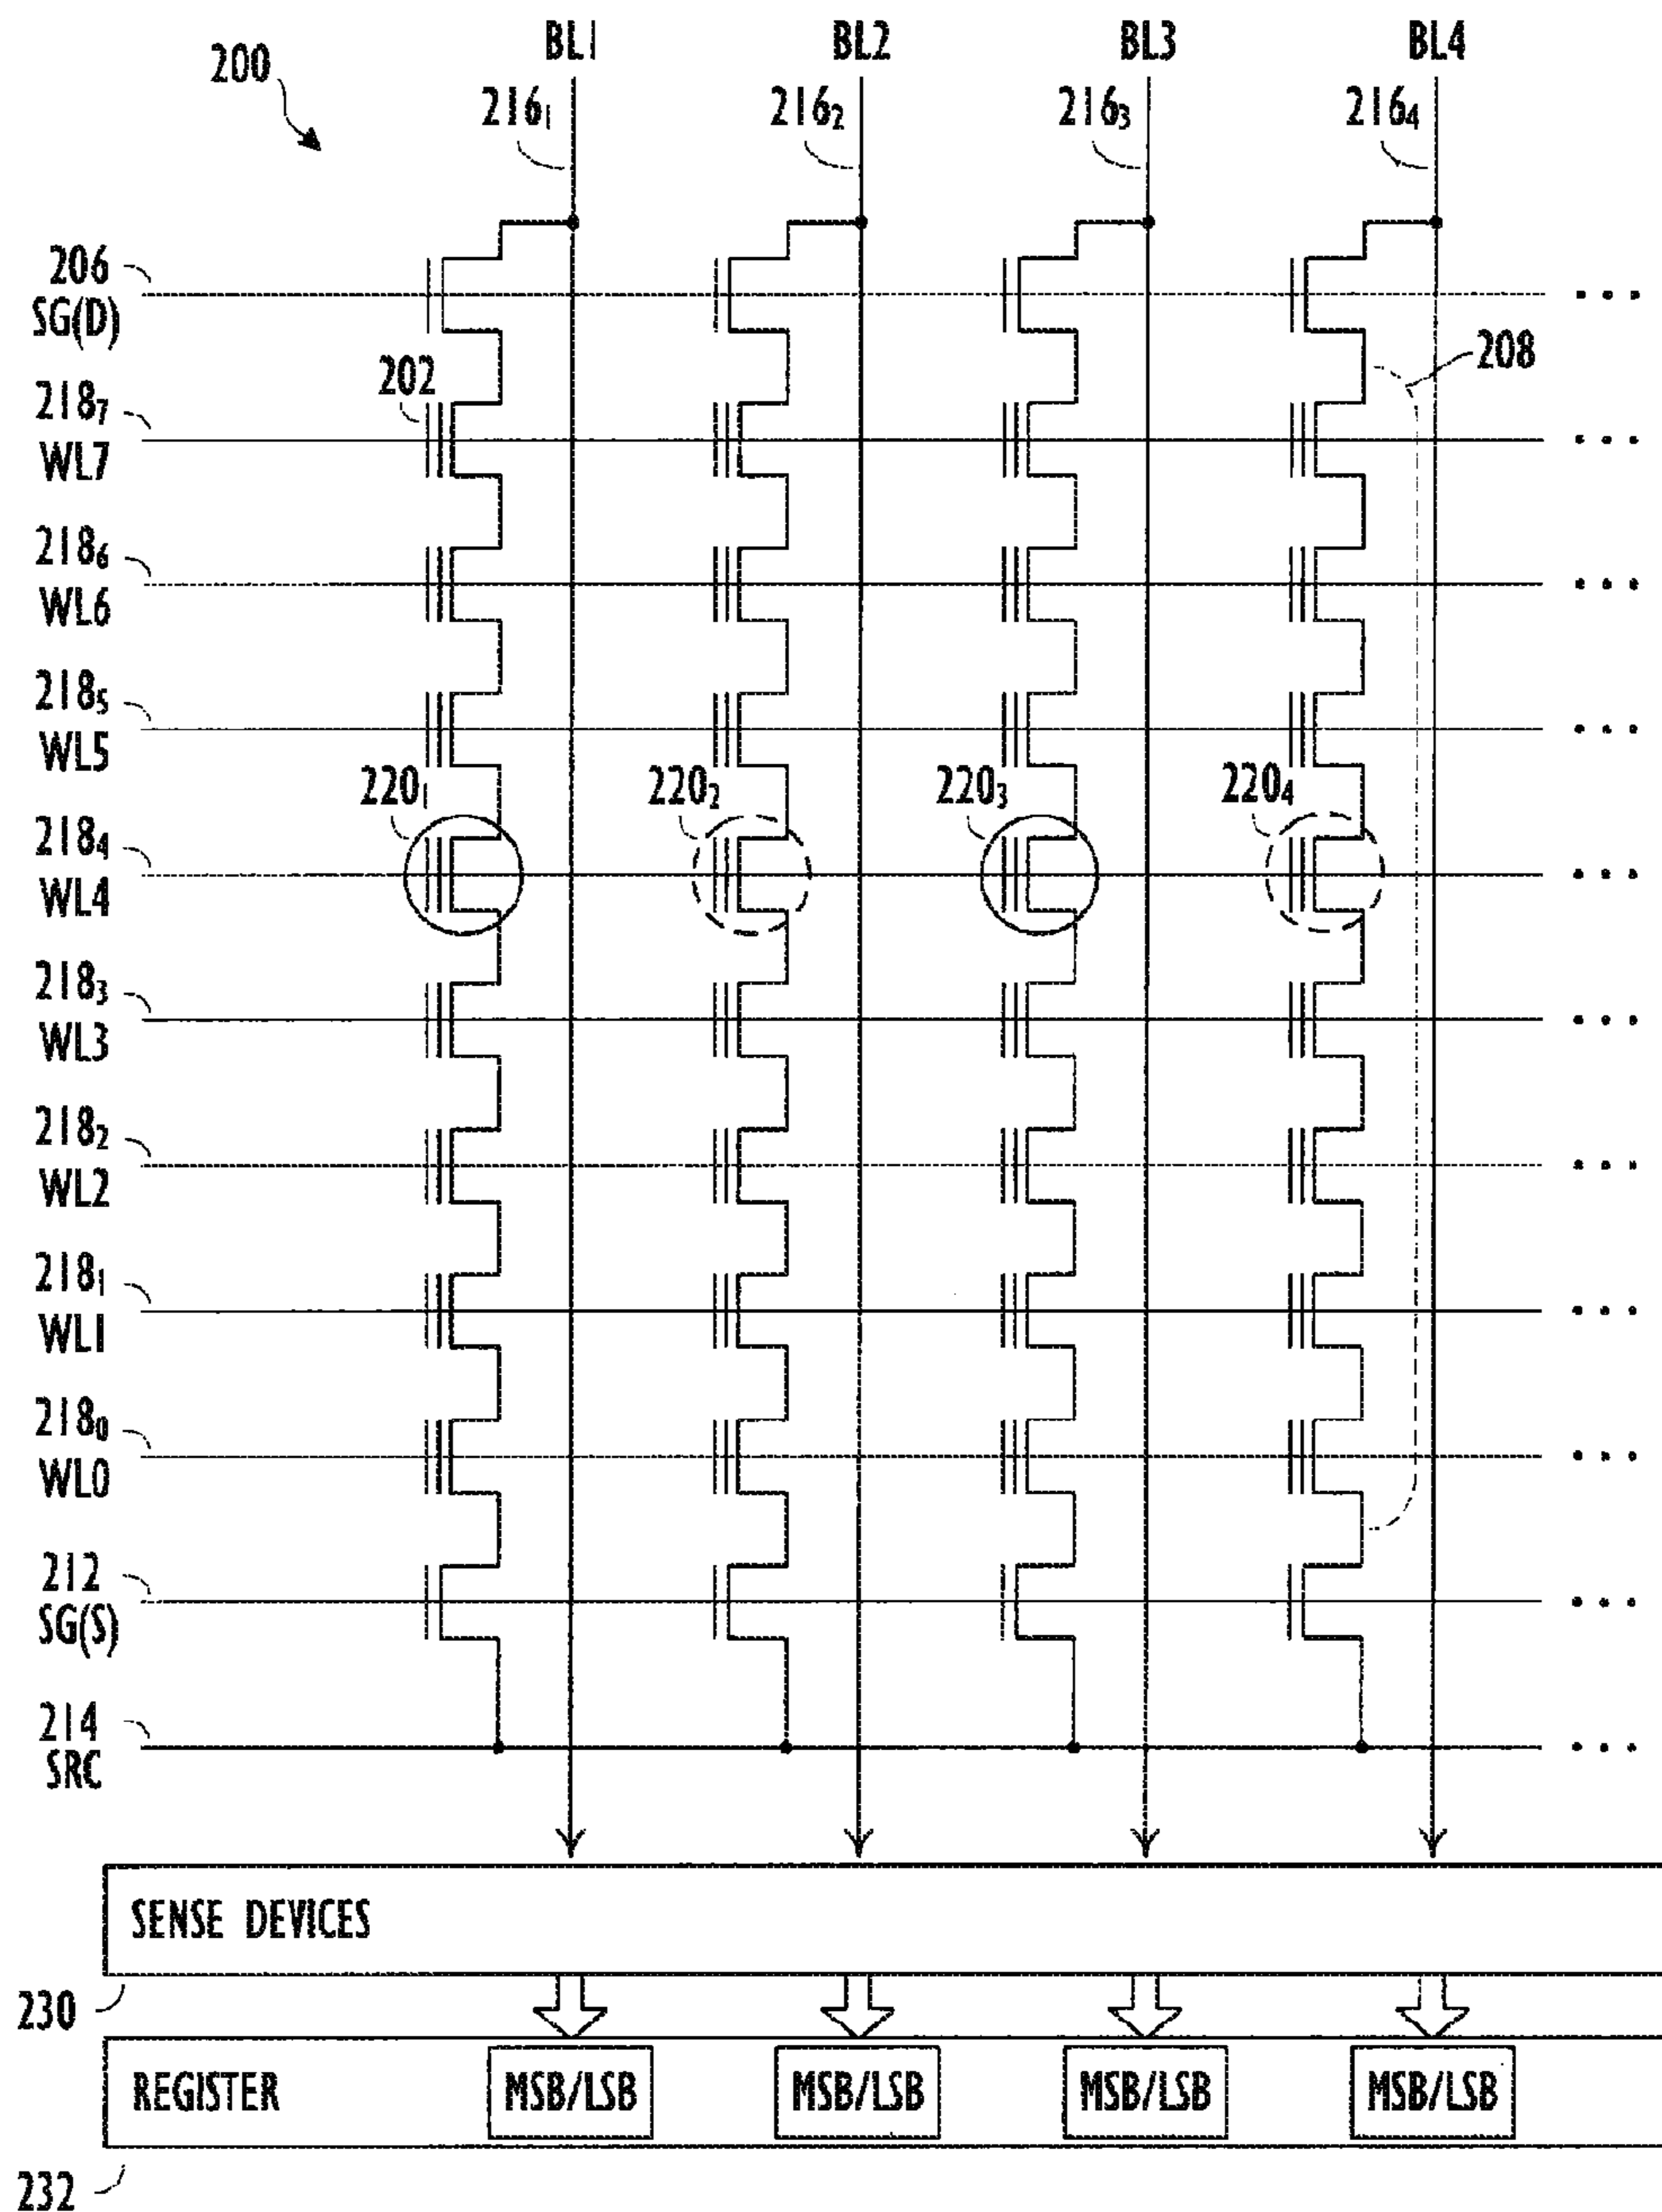 BL1 BL2 BL3 BL4
200
216₁ 216₂ 216₃ 216₄
206
SG(D)
208
202
218₇
WL7
218₆
WL6
218₅
WL5
220₁ 220₂ 220₃ 220₄
218₄
WL4
218₃
WL3
218₂
WL2
218₁
WL1
218₀
WL0
212
SG(S)
214
SRC
SENSE DEVICES
230
REGISTER MSB/LSB MSB/LSB MSB/LSB MSB/LSB
232